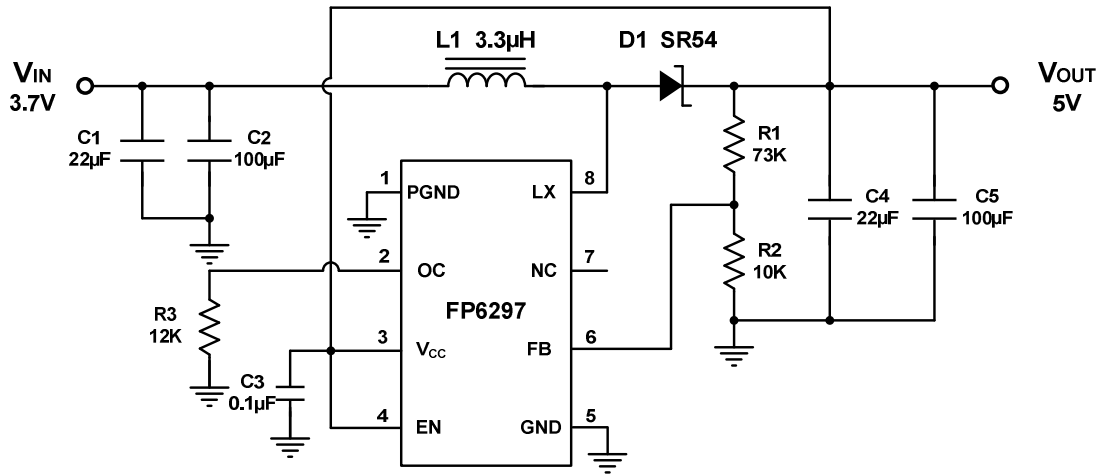 L1 3.3µH
D1 SR54
VIN
3.7V
VOUT
5V
C1
22µF
C2
100µF
R1
73K
C4
22µF
C5
100µF
1
PGND
LX
8
2
OC
NC
7
R2
10K
R3
12K
FP6297
3
VCC
FB
6
C3
0.1µF
4
EN
GND
5